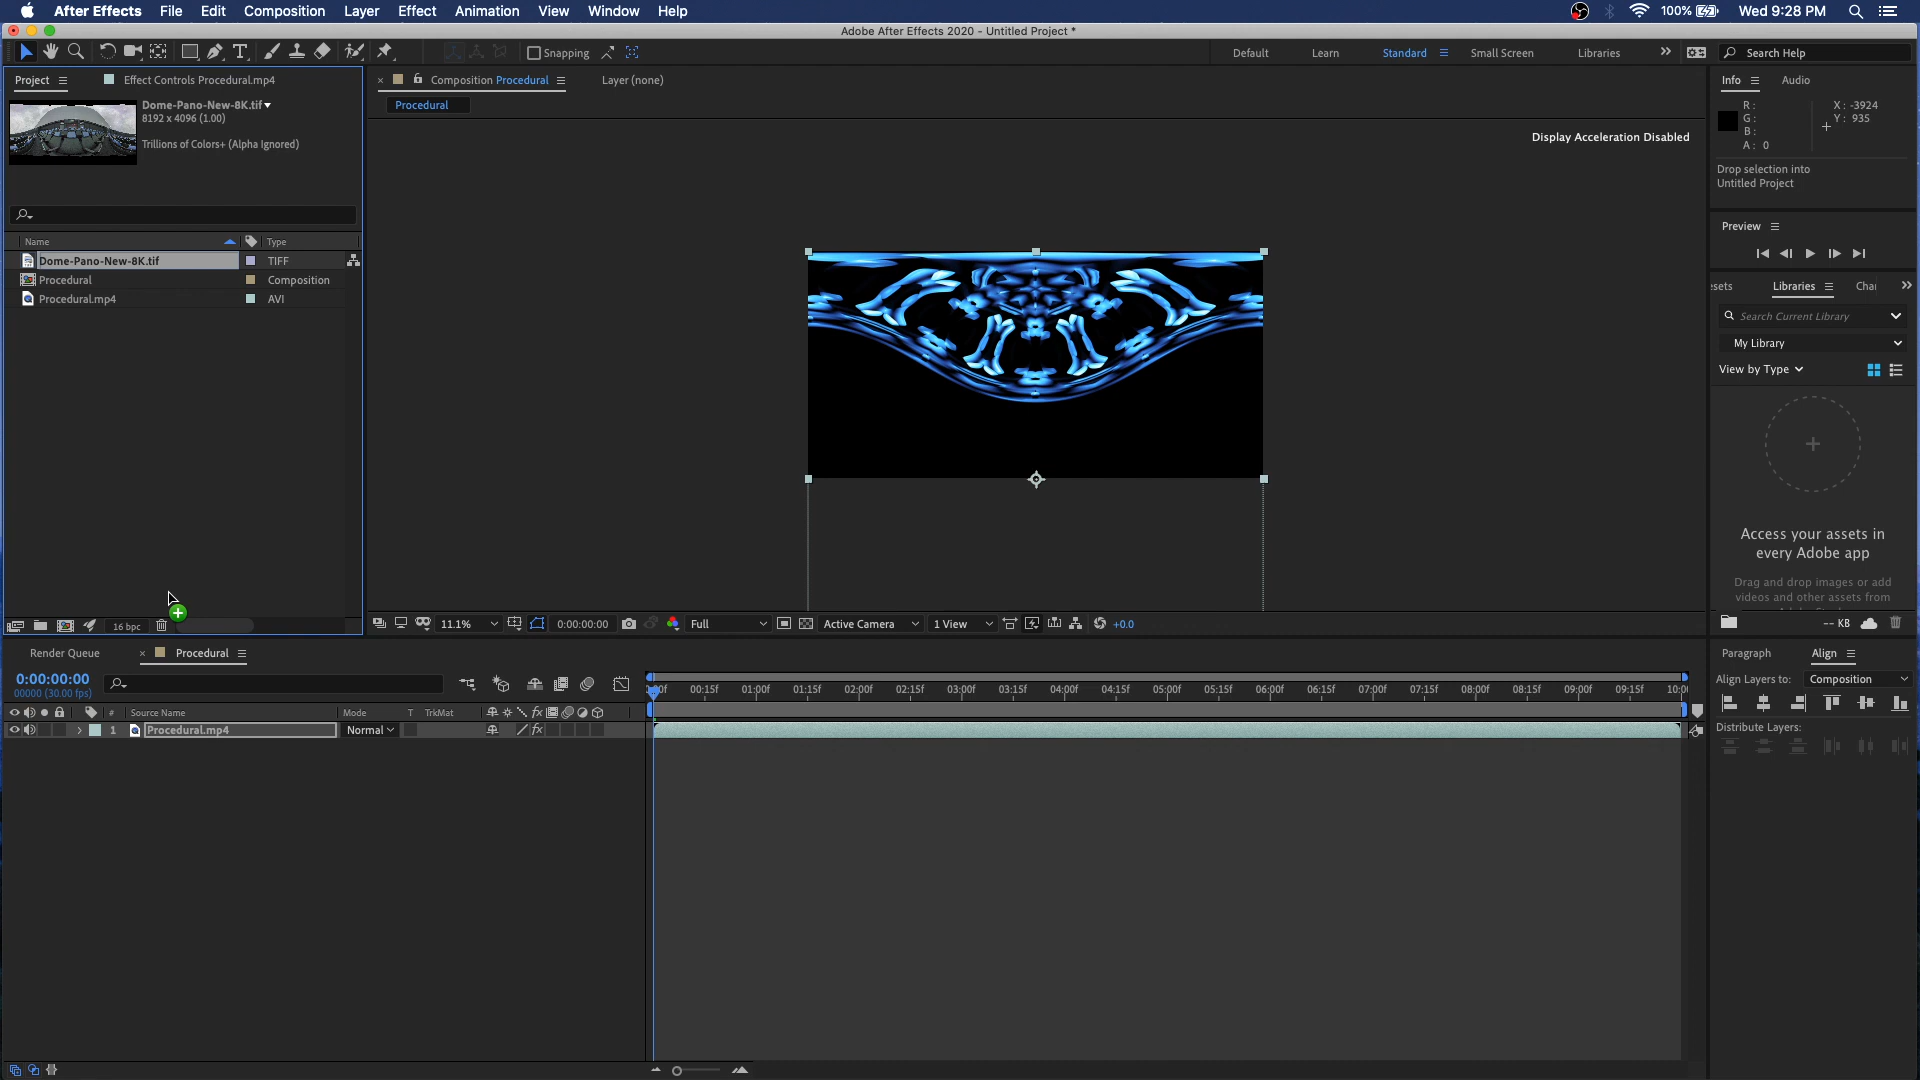 After Effects File Edit Composition Layer Effect Animation View Window Help 100% Wed 9:28 PM
Adobe After Effects 2020 - Untitled Project *
Snapping Default Learn Standard Small Screen Libraries Search Help
Project Effect Controls Procedural.mp4 Composition Procedural Layer (none) Info Audio
Dome-Pano-New-8K.tif
8192 x 4096 (1.00)
Trillions of Colors+ (Alpha Ignored)
Procedural
Display Acceleration Disabled
R: X: -3924
G: Y: 935
B:
A: 0
Drop selection into
Untitled Project
Name Type
Dome-Pano-New-8K.tif TIFF
Procedural Composition
Procedural.mp4 AVI
Preview
esets Libraries Cha
Search Current Library
My Library
View by Type
Access your assets in
every Adobe app
Drag and drop images or add
videos and other assets from
16 bpc
11.1% 0:00:00:00 Full Active Camera 1 View +0.0
-- KB
Render Queue Procedural
Paragraph Align
0:00:00:00
00000 (30.00 fps)
00f 00:15f 01:00f 01:15f 02:00f 02:15f 03:00f 03:15f 04:00f 04:15f 05:00f 05:15f 06:00f 06:15f 07:00f 07:15f 08:00f 08:15f 09:00f 09:15f 10:0
Align Layers to: Composition
# Source Name Mode T TrkMat
1 Procedural.mp4 Normal
Distribute Layers: